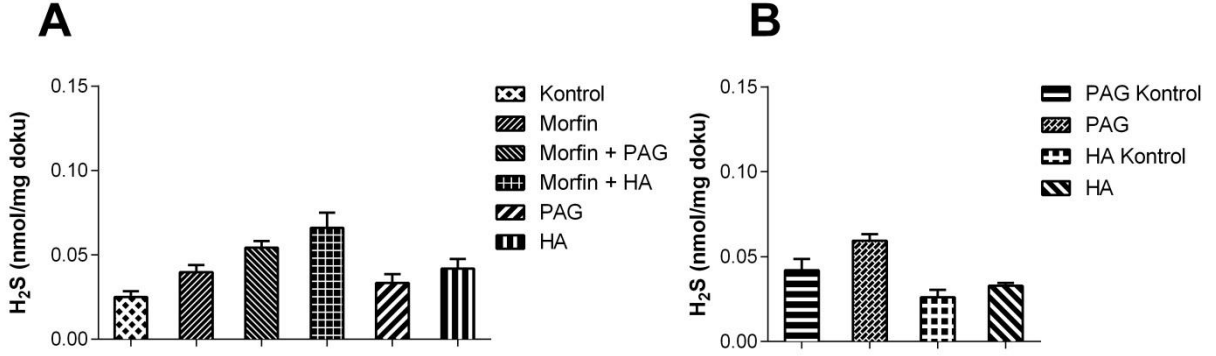 A
H₂S (nmol/mg doku)
0.15
0.10
0.05
0.00
Kontrol
Morfin
Morfin + PAG
Morfin + HA
PAG
HA
B
H₂S (nmol/mg doku)
0.15
0.10
0.05
0.00
PAG Kontrol
PAG
HA Kontrol
HA